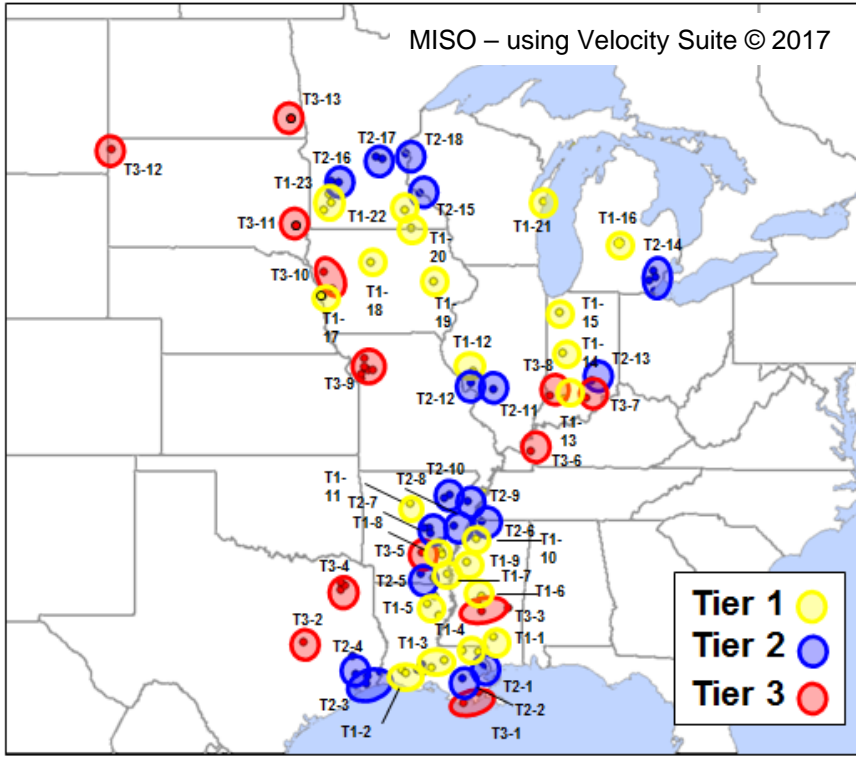 MISO – using Velocity Suite © 2017
T3-13
T2-17
T2-18
T3-12
T2-16
T1-23
T2-15
T1-22
T1-21
T1-16
T3-11
T1-
20
T2-14
T3-10
T1-
18
T1-
19
T1-
17
T1-
15
T1-12
T1-
14
T3-8
T2-13
T3-9
T2-12
T2-11
T3-7
T1-
13
T3-6
T1-
11
T2-10
T2-8
T2-9
T2-7
T1-8
T2-6
T3-5
T1-
10
T1-9
T3-4
T2-5
T1-7
T1-6
T1-5
T3-3
T1-4
T3-2
T1-3
T1-1
T2-4
T2-1
T2-3
T2-2
T1-2
T3-1
Tier 1
Tier 2
Tier 3